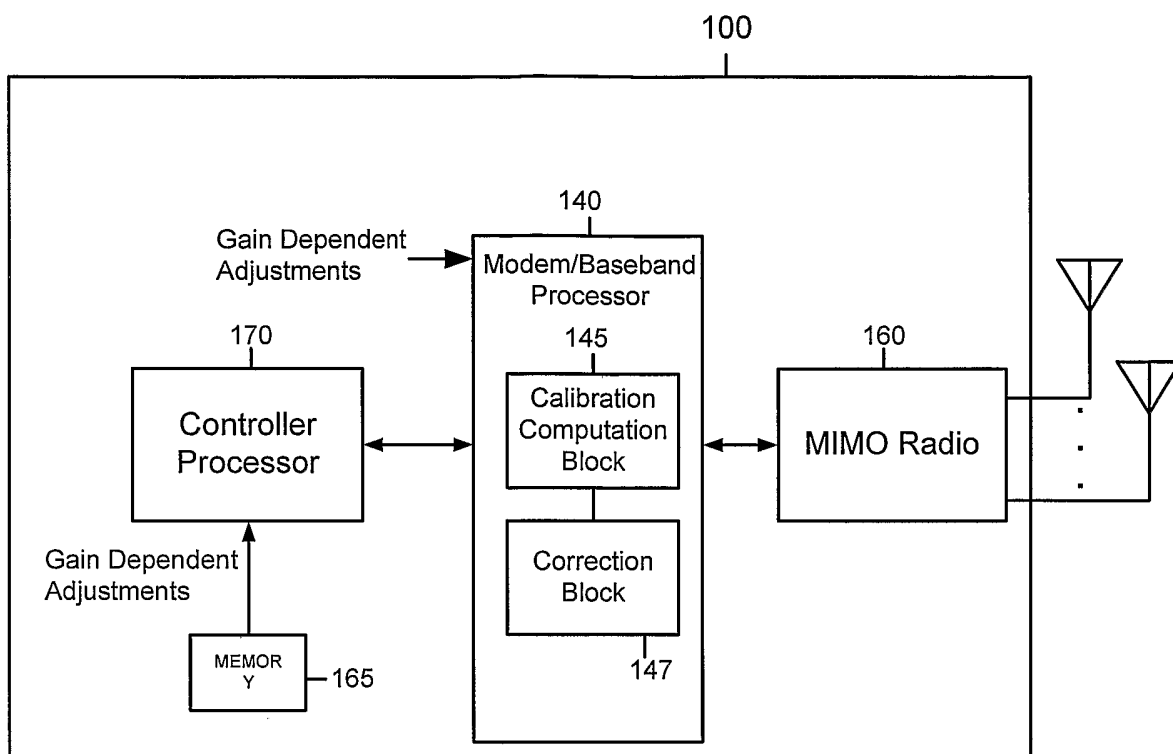 100
140
Gain Dependent
Adjustments
Modem/Baseband
Processor
170
145
160
Controller
Processor
Calibration
Computation
Block
MIMO Radio
Correction
Block
Gain Dependent
Adjustments
147
MEMOR
Y
165